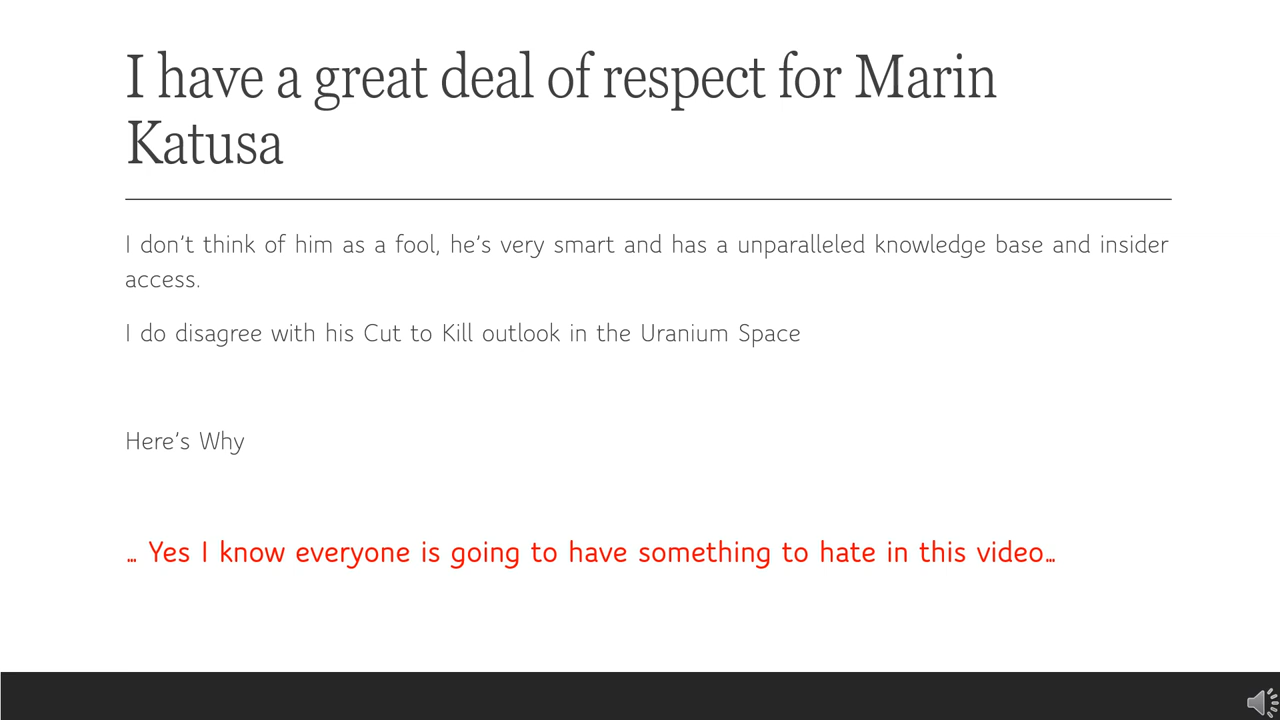 I have a great deal of respect for Marin
Katusa
I don't think of him as a fool, he's very smart and has a unparalleled knowledge base and insider
access.
I do disagree with his Cut to Kill outlook in the Uranium Space
Here's Why
… Yes I know everyone is going to have something to hate in this video…